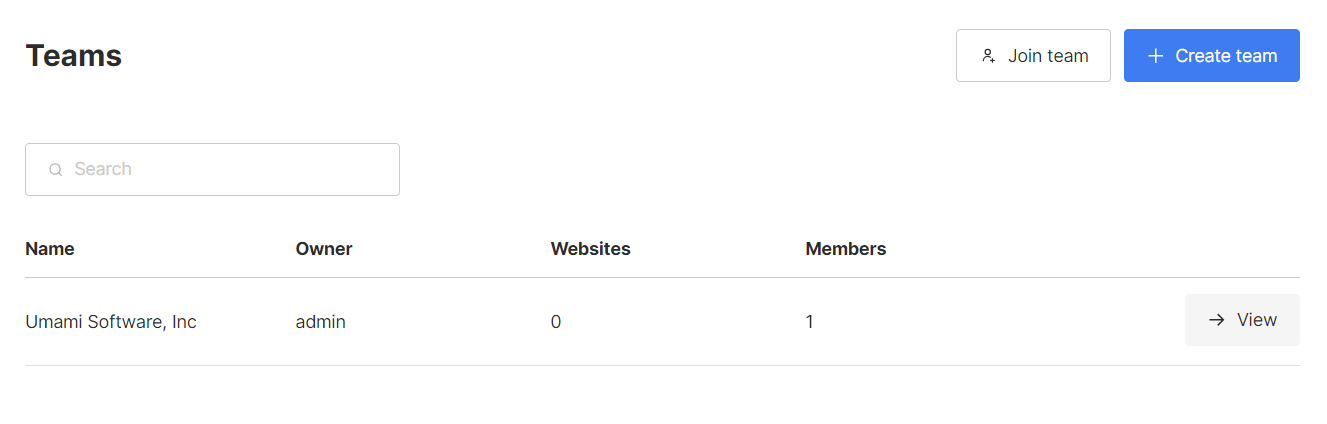 Teams
Join team
Create team
Search
Name Owner Websites Members
Umami Software, Inc admin 0 1 View